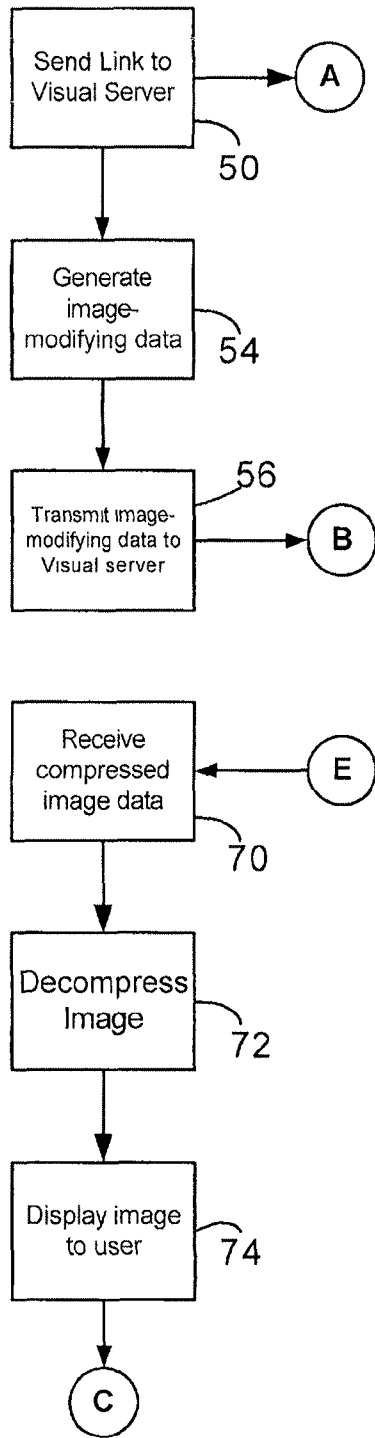 Send Link to
Visual Server
A
50
Generate
image-
modifying data
54
56
Transmit image-
modifying data to
Visual server
B
Receive
compressed
image data
E
70
Decompress
Image
72
Display image
to user
74
C